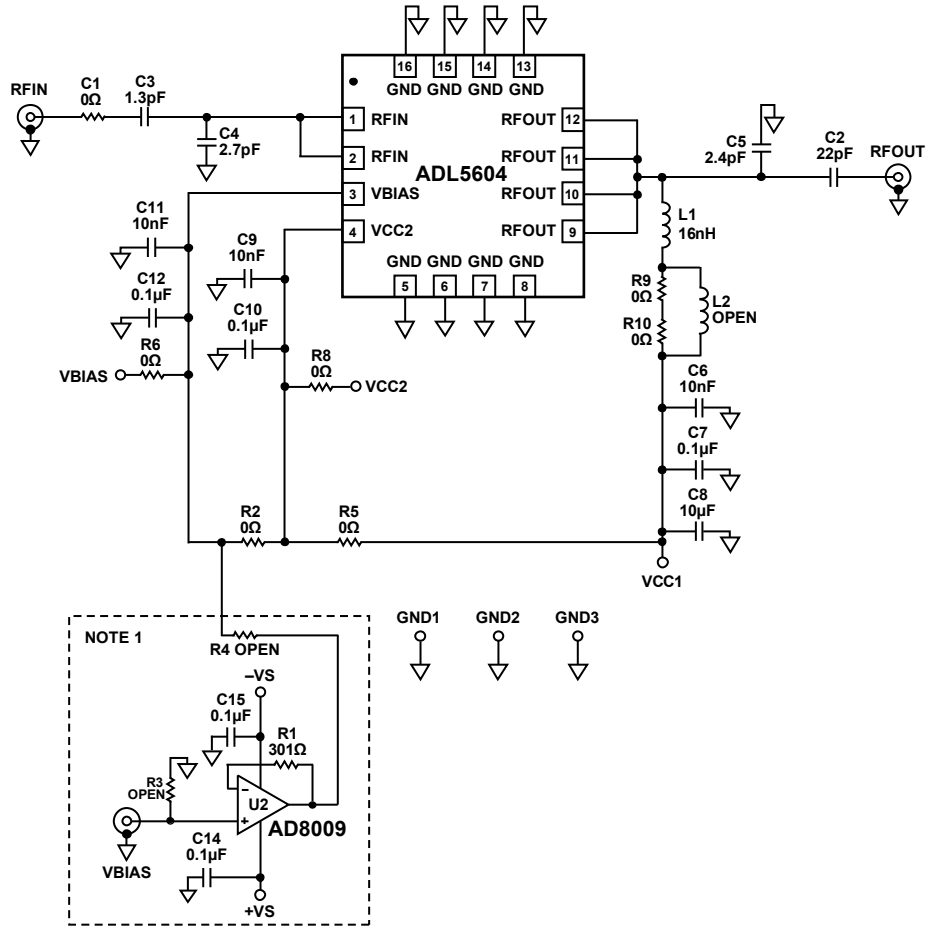 16 15 14 13
GND GND GND GND
RFIN
C1
0Ω
C3
1.3pF
C4
2.7pF
1 RFIN
2 RFIN
3 VBIAS
4 VCC2
ADL5604
RFOUT 12
RFOUT 11
RFOUT 10
RFOUT 9
GND GND GND GND
5 6 7 8
C5
2.4pF
C2
22pF
RFOUT
L1
16nH
R9
0Ω
R10
0Ω
L2
OPEN
C11
10nF
C12
0.1µF
C9
10nF
C10
0.1µF
R6
0Ω
VBIAS
R8
0Ω
VCC2
C6
10nF
C7
0.1µF
C8
10µF
R2
0Ω
R5
0Ω
VCC1
GND1 GND2 GND3
NOTE 1
R4 OPEN
–VS
C15
0.1µF
R1
301Ω
R3
OPEN
–
U2
+
AD8009
VBIAS
C14
0.1µF
+VS